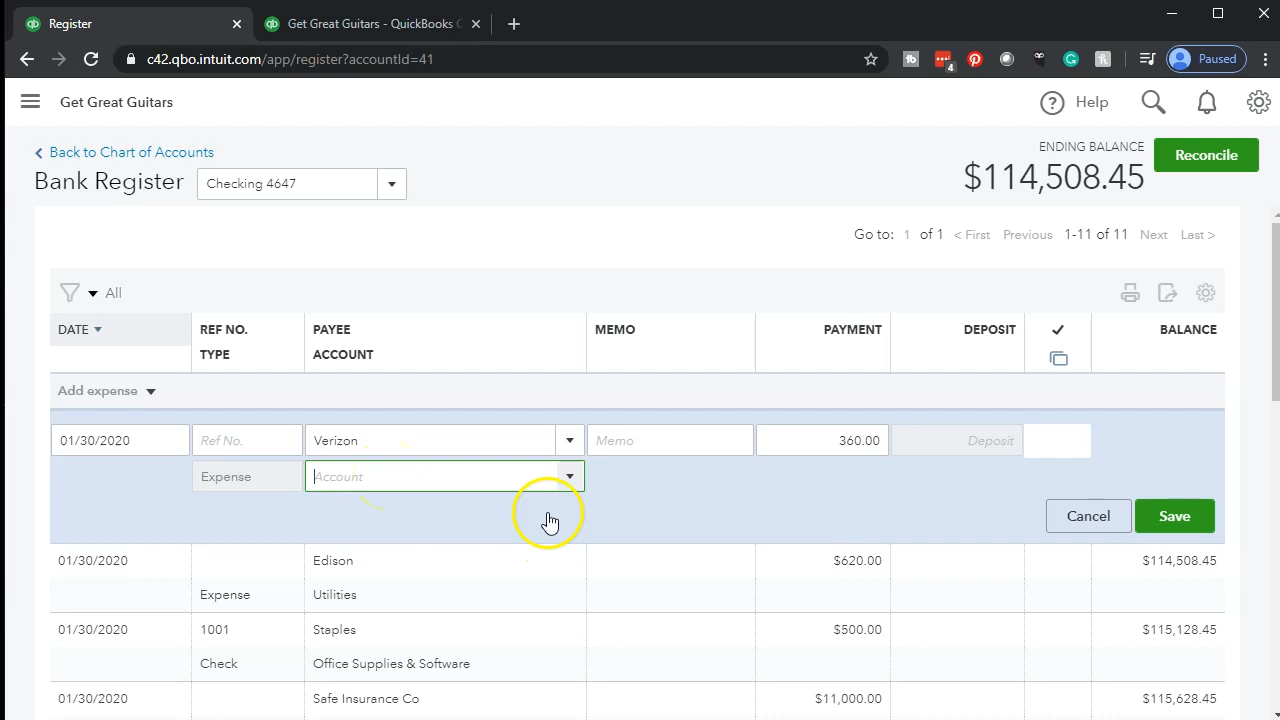 Register
Get Great Guitars - QuickBooks
c42.qbo.intuit.com/app/register?accountId=41
4
Paused
Get Great Guitars
Help
Back to Chart of Accounts
Bank Register
Checking 4647
ENDING BALANCE
$114,508.45
Reconcile
Go to: 1 of 1 < First Previous 1-11 of 11 Next Last >
All
DATE REF NO. PAYEE MEMO PAYMENT DEPOSIT BALANCE
TYPE ACCOUNT
Add expense
01/30/2020 Ref No. Verizon Memo 360.00 Deposit
Expense Account
Cancel Save
01/30/2020 Edison $620.00 $114,508.45
Expense Utilities
01/30/2020 1001 Staples $500.00 $115,128.45
Check Office Supplies & Software
01/30/2020 Safe Insurance Co $11,000.00 $115,628.45